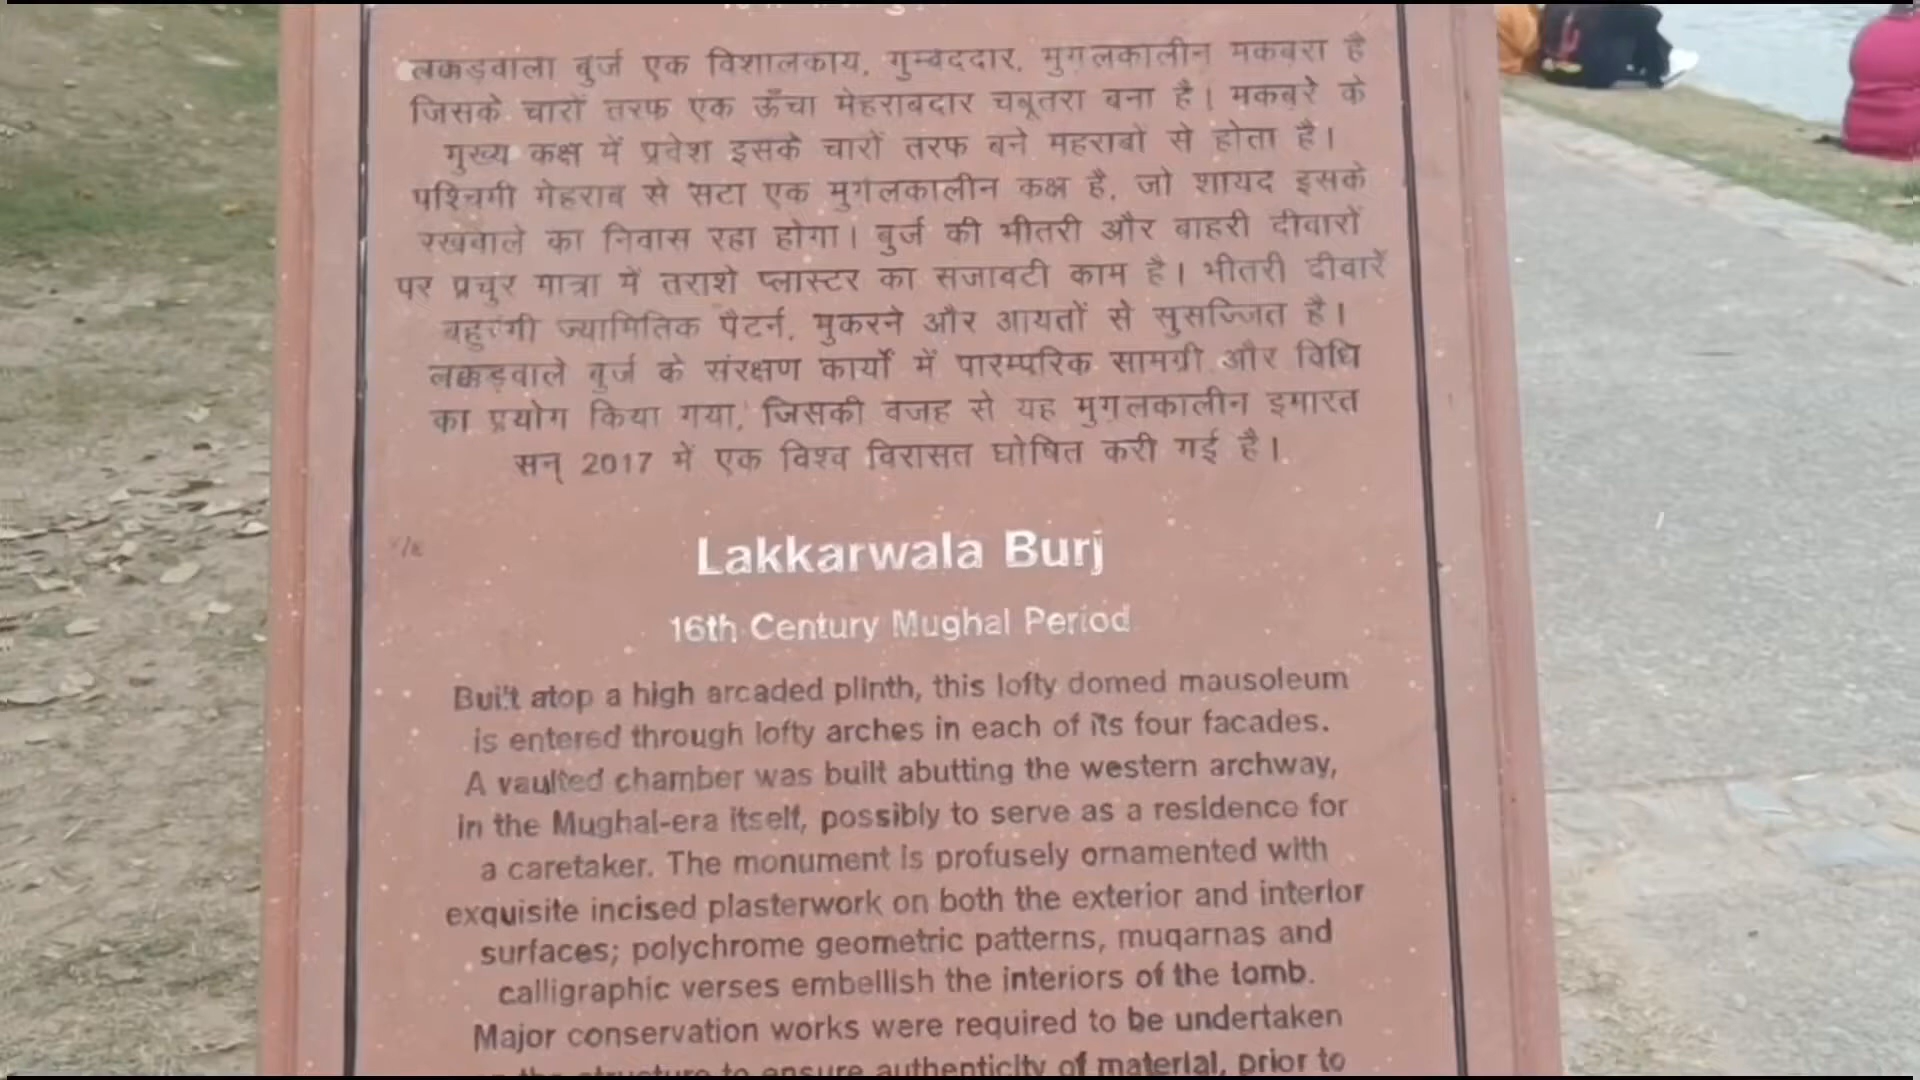 लक्कड़वाला बुर्ज एक विशालकाय, गुम्बददार, मुग़लकालीन मकबरा है
जिसके चारों तरफ एक ऊँचा मेहराबदार चबूतरा बना है। मकबरे के
मुख्य कक्ष में प्रवेश इसके चारों तरफ बने महराबों से होता है।
पश्चिमी मेहराब से सटा एक मुग़लकालीन कक्ष है, जो शायद इसके
रखवाले का निवास रहा होगा। बुर्ज की भीतरी और बाहरी दीवारों
पर प्रचुर मात्रा में तराशे प्लास्टर का सजावटी काम है। भीतरी दीवारें
बहुरंगी ज्यामितिक पैटर्न, मुकरने और आयतों से सुसज्जित है।
लक्कड़वाले बुर्ज के संरक्षण कार्यों में पारम्परिक सामग्री और विधि
का प्रयोग किया गया, जिसकी वजह से यह मुग़लकालीन इमारत
सन् 2017 में एक विश्व विरासत घोषित करी गई है।
Lakkarwala Burj
16th Century Mughal Period
Built atop a high arcaded plinth, this lofty domed mausoleum
is entered through lofty arches in each of its four facades.
A vaulted chamber was built abutting the western archway,
in the Mughal-era itself, possibly to serve as a residence for
a caretaker. The monument is profusely ornamented with
exquisite incised plasterwork on both the exterior and interior
surfaces; polychrome geometric patterns, muqarnas and
calligraphic verses embellish the interiors of the tomb.
Major conservation works were required to be undertaken
the structure to ensure authenticity of material, prior to